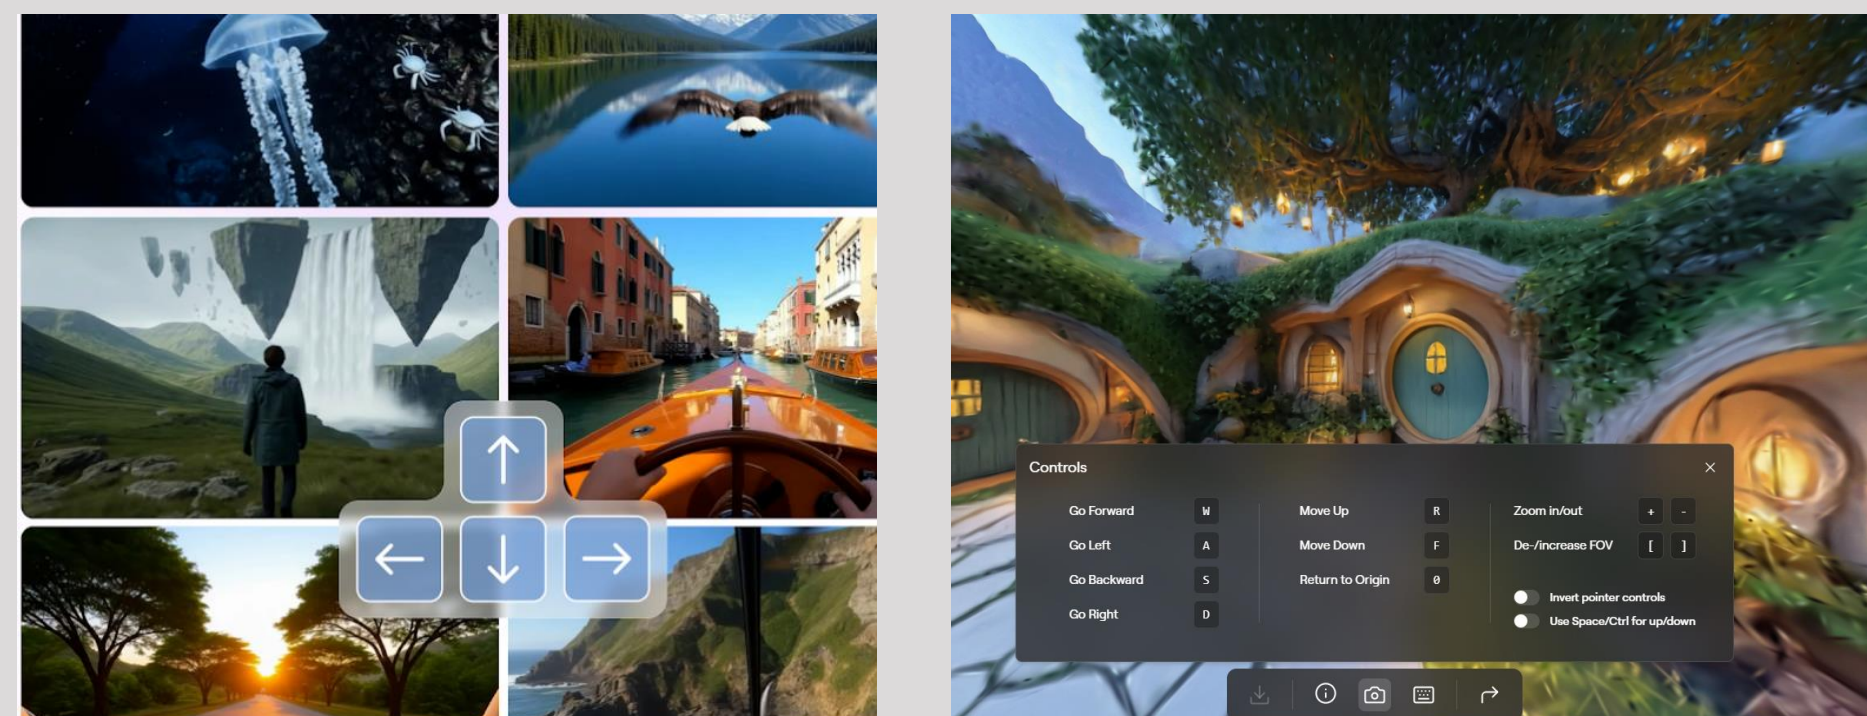 Controls
Go Forward W
Go Left A
Go Backward S
Go Right D
Move Up R
Move Down F
Return to Origin 0
Zoom in/out + -
De-/increase FOV [ ]
Invert pointer controls
Use Space/Ctrl for up/down